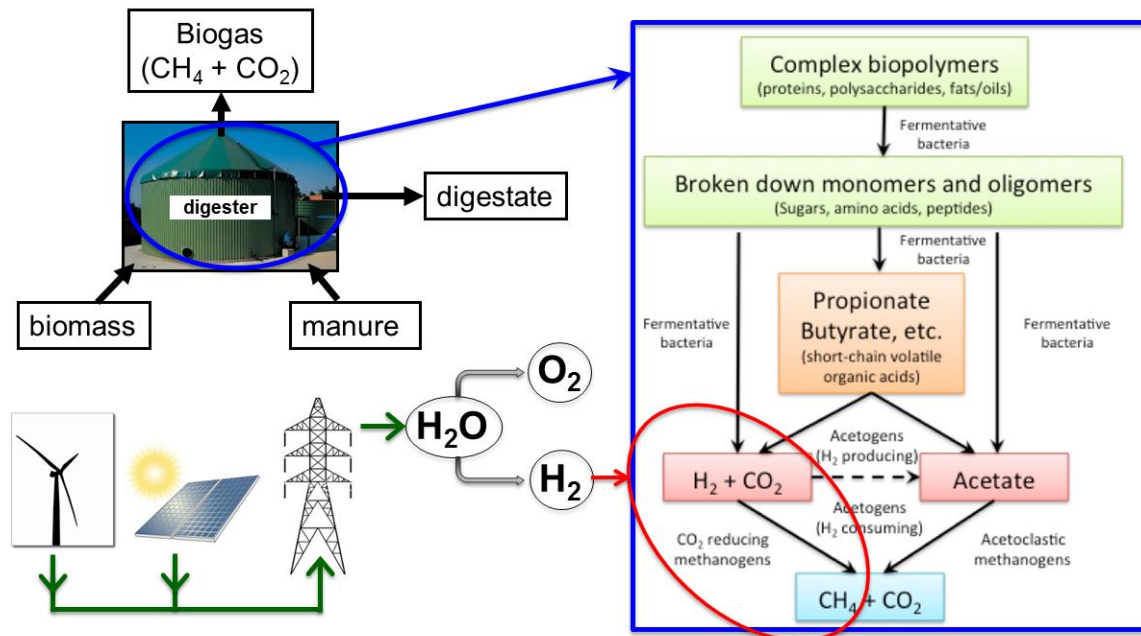 Biogas
(CH₄ + CO₂)
digester
digestate
biomass
manure
H₂O
O₂
H₂
Complex biopolymers
(proteins, polysaccharides, fats/oils)
Fermentative
bacteria
Broken down monomers and oligomers
(Sugars, amino acids, peptides)
Fermentative
bacteria
Fermentative
bacteria
Propionate
Butyrate, etc.
(short-chain volatile
organic acids)
Fermentative
bacteria
Acetogens
(H₂ producing)
H₂ + CO₂
Acetate
Acetogens
(H₂ consuming)
CO₂ reducing
methanogens
Acetoclastic
methanogens
CH₄ + CO₂